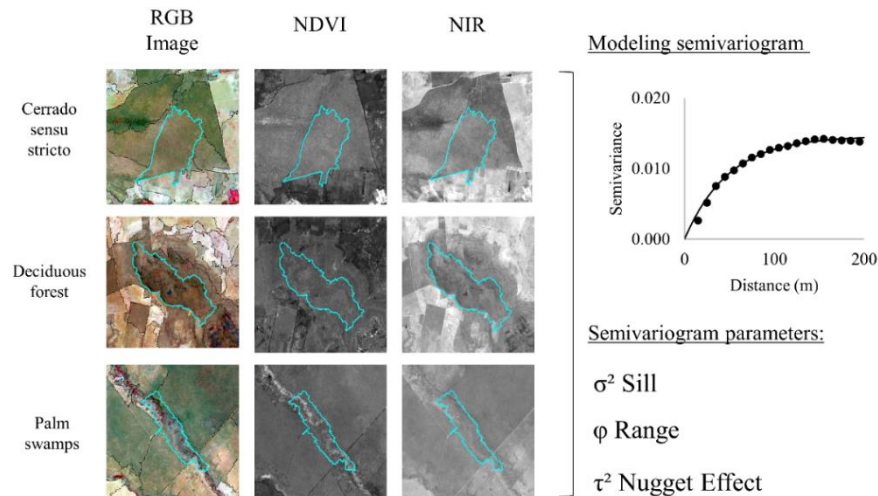 RGB
Image
NDVI
NIR
Cerrado
sensu
stricto
Deciduous
forest
Palm
swamps
Modeling semivariogram
0.020
0.010
0.000
Semivariance
0
100
200
Distance (m)
Semivariogram parameters:
σ² Sill
φ Range
τ² Nugget Effect